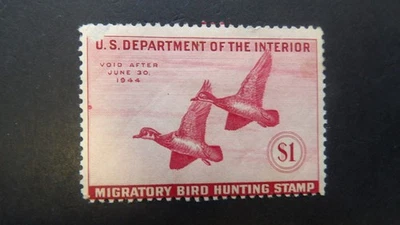 U.S. DEPARTMENT OF THE INTERIOR
VOID AFTER
JUNE 30,
1944
$1
MIGRATORY BIRD HUNTING STAMP